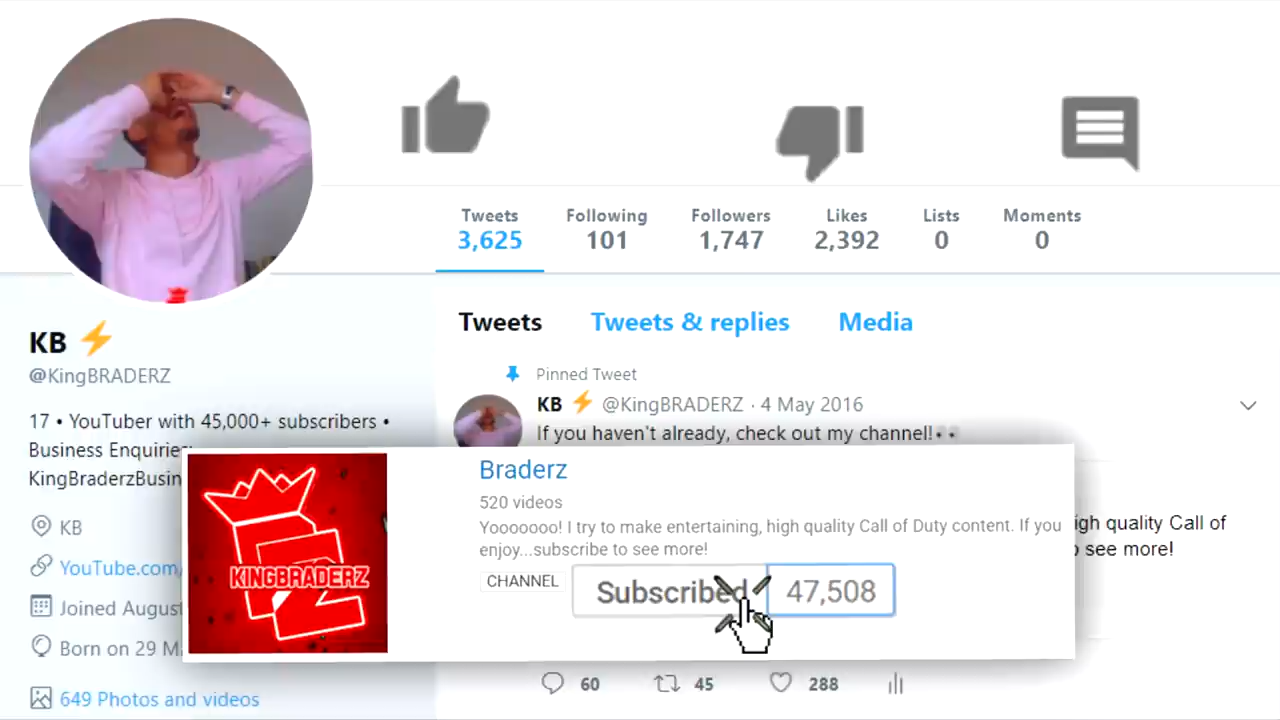 Tweets Following Followers Likes Lists Moments
3,625 101 1,747 2,392 0 0
Tweets Tweets & replies Media
KB ⚡
@KingBRADERZ
17 • YouTuber with 45,000+ subscribers •
Business Enquiries:
KB
YouTube.com/
Joined August
Born on 29
649 Photos and videos
Pinned Tweet
KB ⚡ @KingBRADERZ · 4 May 2016
If you haven't already, check out my channel!
KINGBRADERZ
Braderz
520 videos
Yooooooo! I try to make entertaining, high quality Call of Duty content. If you
enjoy...subscribe to see more!
CHANNEL Subscribed 47,508
quality Call of
see more!
60 45 288